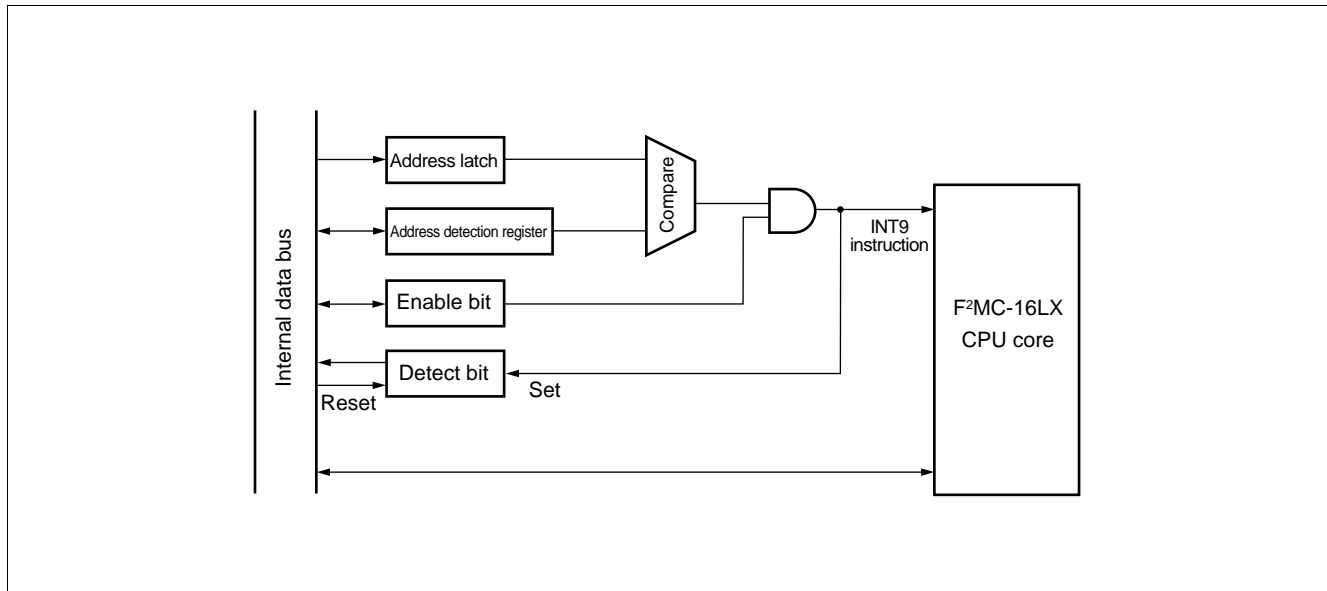 Internal data bus
Address latch
Address detection register
Enable bit
Detect bit
Reset
Set
Compare
INT9
instruction
F²MC-16LX
CPU core